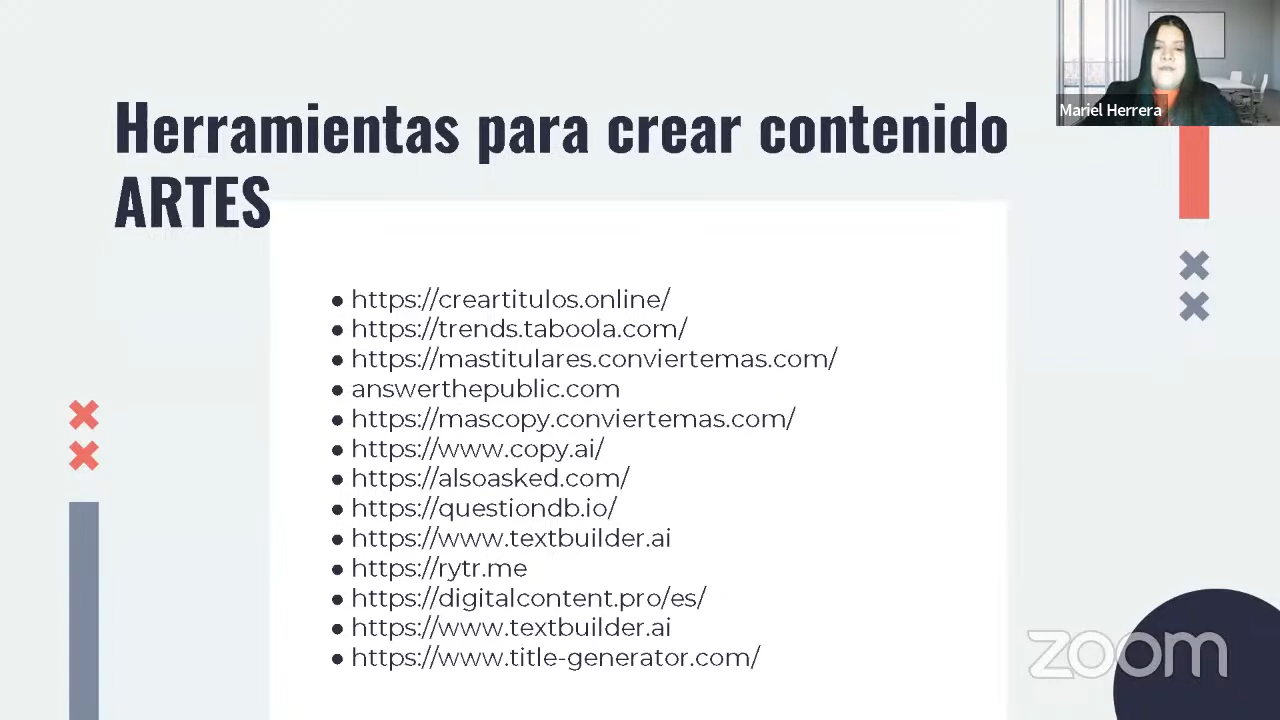 Mariel Herrera
Herramientas para crear contenido
ARTES
● https://creartitulos.online/
● https://trends.taboola.com/
● https://mastitulares.conviertemas.com/
● answerthepublic.com
● https://mascopy.conviertemas.com/
● https://www.copy.ai/
● https://alsoasked.com/
● https://questiondb.io/
● https://www.textbuilder.ai
● https://rytr.me
● https://digitalcontent.pro/es/
● https://www.textbuilder.ai
● https://www.title-generator.com/
zoom